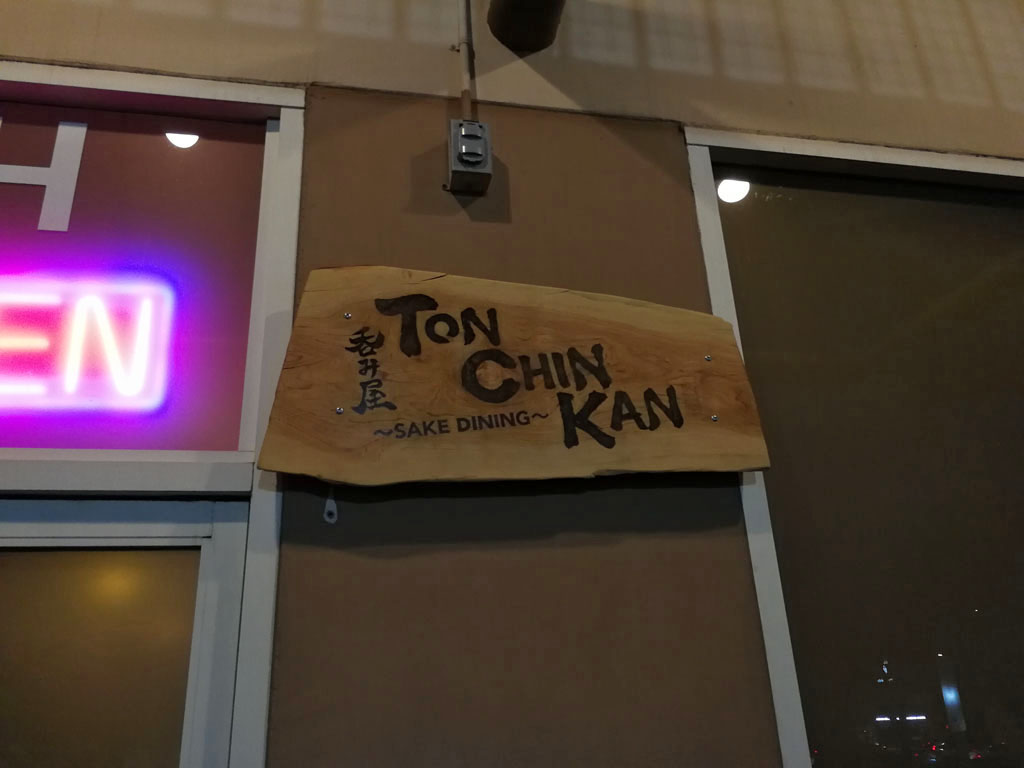 H
EN
呑み屋
TON
CHIN
KAN
～SAKE DINING～